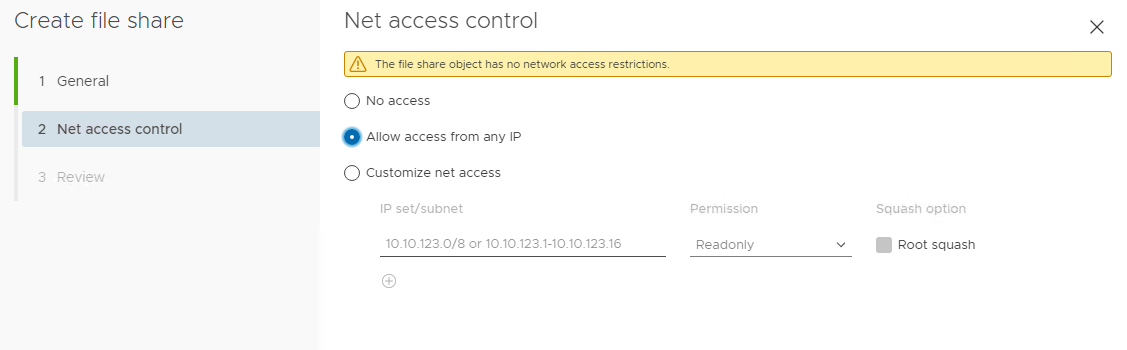 Create file share
1 General
2 Net access control
3 Review
Net access control
The file share object has no network access restrictions.
No access
Allow access from any IP
Customize net access
IP set/subnet Permission Squash option
10.10.123.0/8 or 10.10.123.1-10.10.123.16 Readonly Root squash